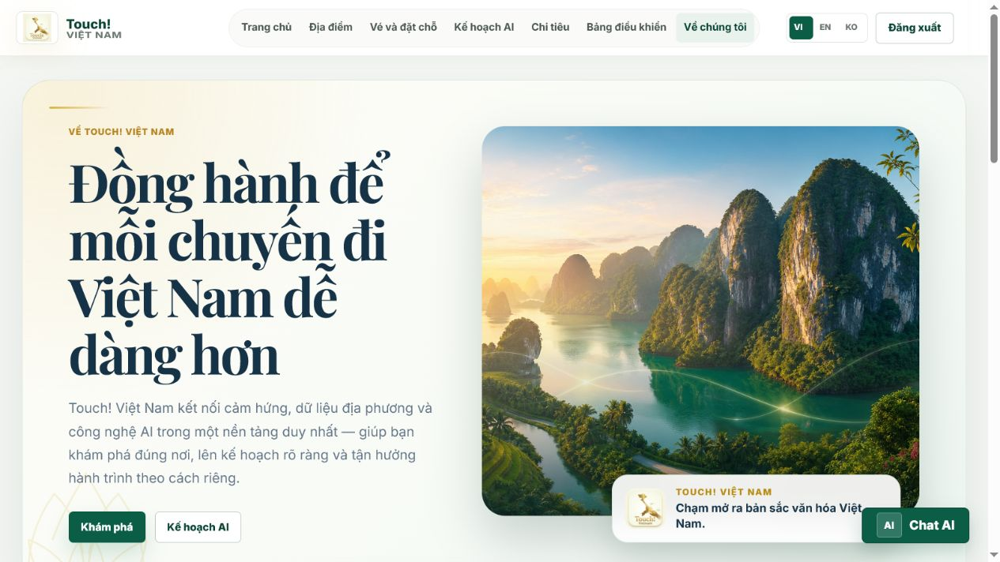 Touch!
VIỆT NAM
Trang chủ
Địa điểm
Vé và đặt chỗ
Kế hoạch AI
Chi tiêu
Bảng điều khiển
Về chúng tôi
VI
EN
KO
Đăng xuất
VỀ TOUCH! VIỆT NAM
Đồng hành để
mỗi chuyến đi
Việt Nam dễ
dàng hơn
Touch! Việt Nam kết nối cảm hứng, dữ liệu địa phương và
công nghệ AI trong một nền tảng duy nhất — giúp bạn
khám phá đúng nơi, lên kế hoạch rõ ràng và tận hưởng
hành trình theo cách riêng.
Khám phá
Kế hoạch AI
Touch!
Vietnam
TOUCH! VIỆT NAM
Chạm mở ra bản sắc văn hóa Việt
Nam.
AI
Chat AI